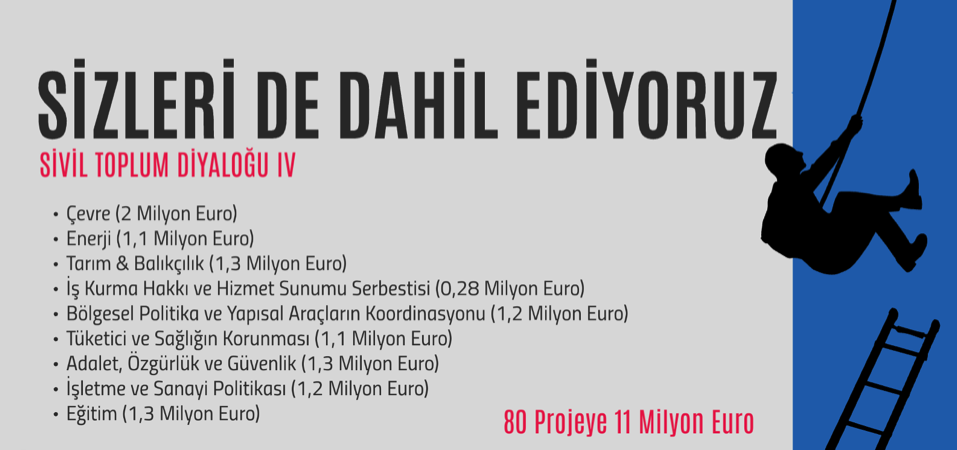 SİZLERİ DE DAHİL EDİYORUZ
SİVİL TOPLUM DİYALOĞU IV
• Çevre (2 Milyon Euro)
• Enerji (1,1 Milyon Euro)
• Tarım & Balıkçılık (1,3 Milyon Euro)
• İş Kurma Hakkı ve Hizmet Sunumu Serbestisi (0,28 Milyon Euro)
• Bölgesel Politika ve Yapısal Araçların Koordinasyonu (1,2 Milyon Euro)
• Tüketici ve Sağlığın Korunması (1,1 Milyon Euro)
• Adalet, Özgürlük ve Güvenlik (1,3 Milyon Euro)
• İşletme ve Sanayi Politikası (1,2 Milyon Euro)
• Eğitim (1,3 Milyon Euro)
80 Projeye 11 Milyon Euro